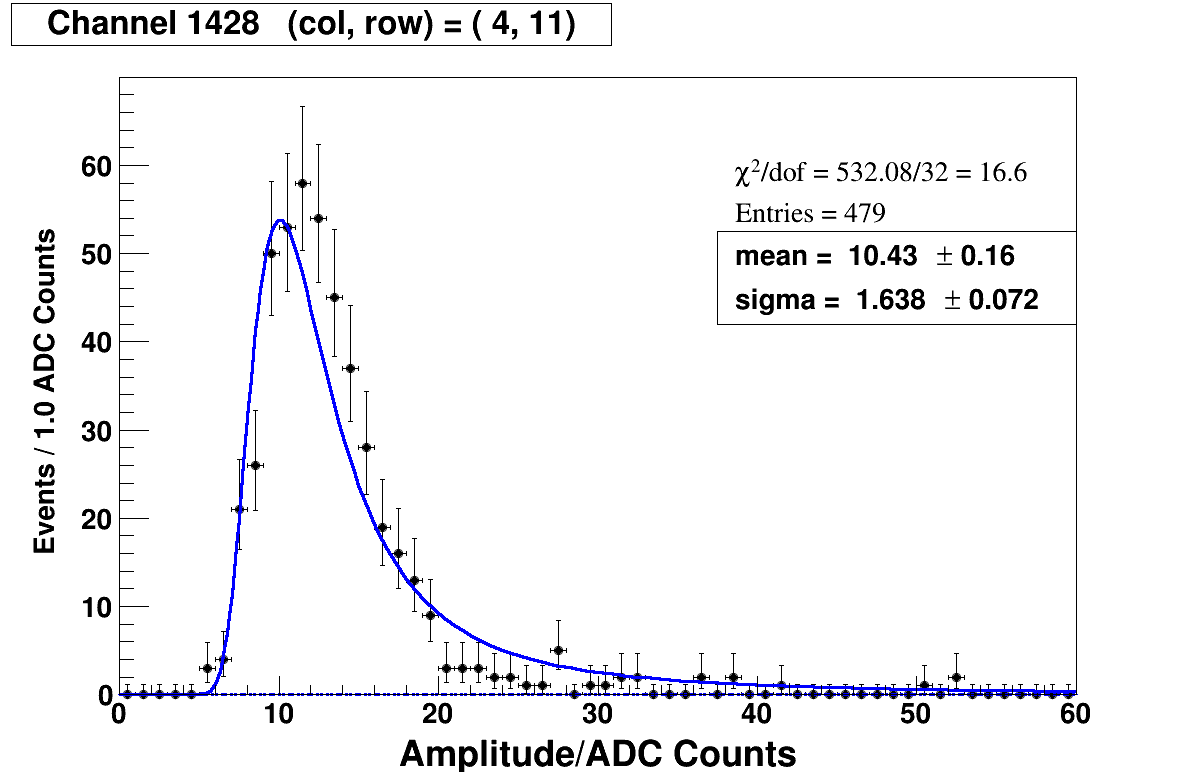 Channel 1428 (col, row) = ( 4, 11)
χ²/dof = 532.08/32 = 16.6
Entries = 479
mean = 10.43 ± 0.16
sigma = 1.638 ± 0.072
Events / 1.0 ADC Counts
60
50
40
30
20
10
0
0 10 20 30 40 50 60
Amplitude/ADC Counts